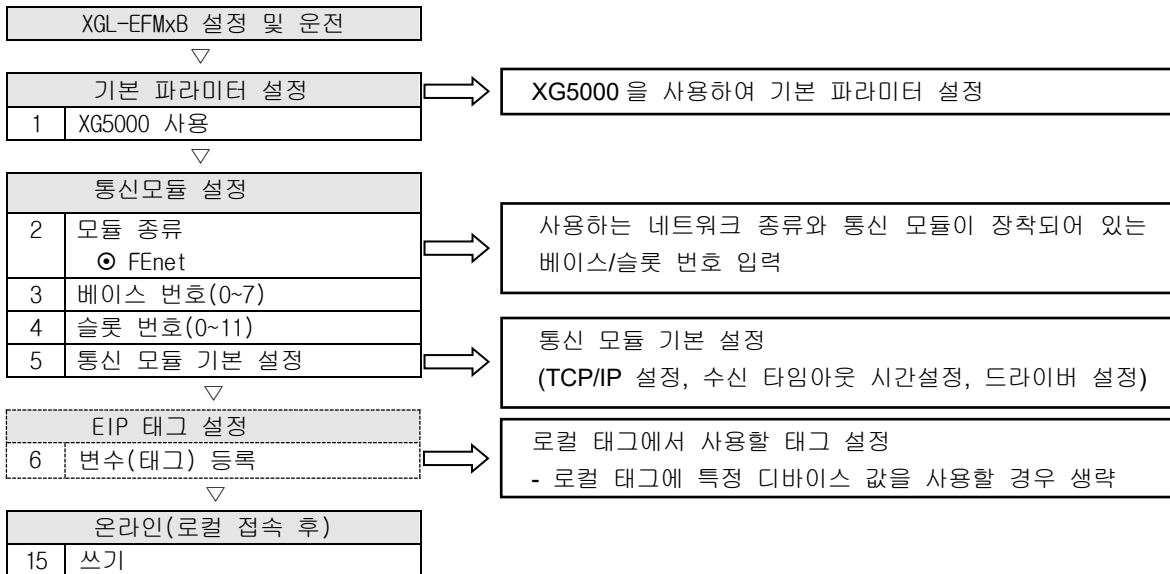 XGL-EFMxB 설정 및 운전
▽
기본 파라미터 설정
1 XG5000 사용
XG5000 을 사용하여 기본 파라미터 설정
▽
통신모듈 설정
2 모듈 종류
⊙ FEnet
사용하는 네트워크 종류와 통신 모듈이 장착되어 있는
베이스/슬롯 번호 입력
3 베이스 번호(0~7)
4 슬롯 번호(0~11)
5 통신 모듈 기본 설정
통신 모듈 기본 설정
(TCP/IP 설정, 수신 타임아웃 시간설정, 드라이버 설정)
▽
EIP 태그 설정
6 변수(태그) 등록
로컬 태그에서 사용할 태그 설정
- 로컬 태그에 특정 디바이스 값을 사용할 경우 생략
▽
온라인(로컬 접속 후)
15 쓰기